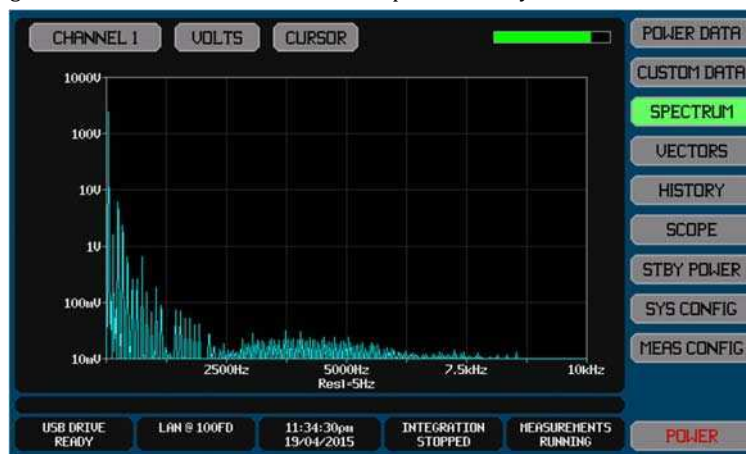 CHANNEL 1 VOLTS CURSOR
1000V
100V
10V
1V
100mV
10mV
2500Hz 5000Hz 7.5kHz 10kHz
Resl=5Hz
USB DRIVE READY
LAN @ 100FD
11:34:30pm
19/04/2015
INTEGRATION STOPPED
MEASUREMENTS RUNNING
POWER DATA
CUSTOM DATA
SPECTRUM
VECTORS
HISTORY
SCOPE
STBY POWER
SYS CONFIG
MEAS CONFIG
POWER